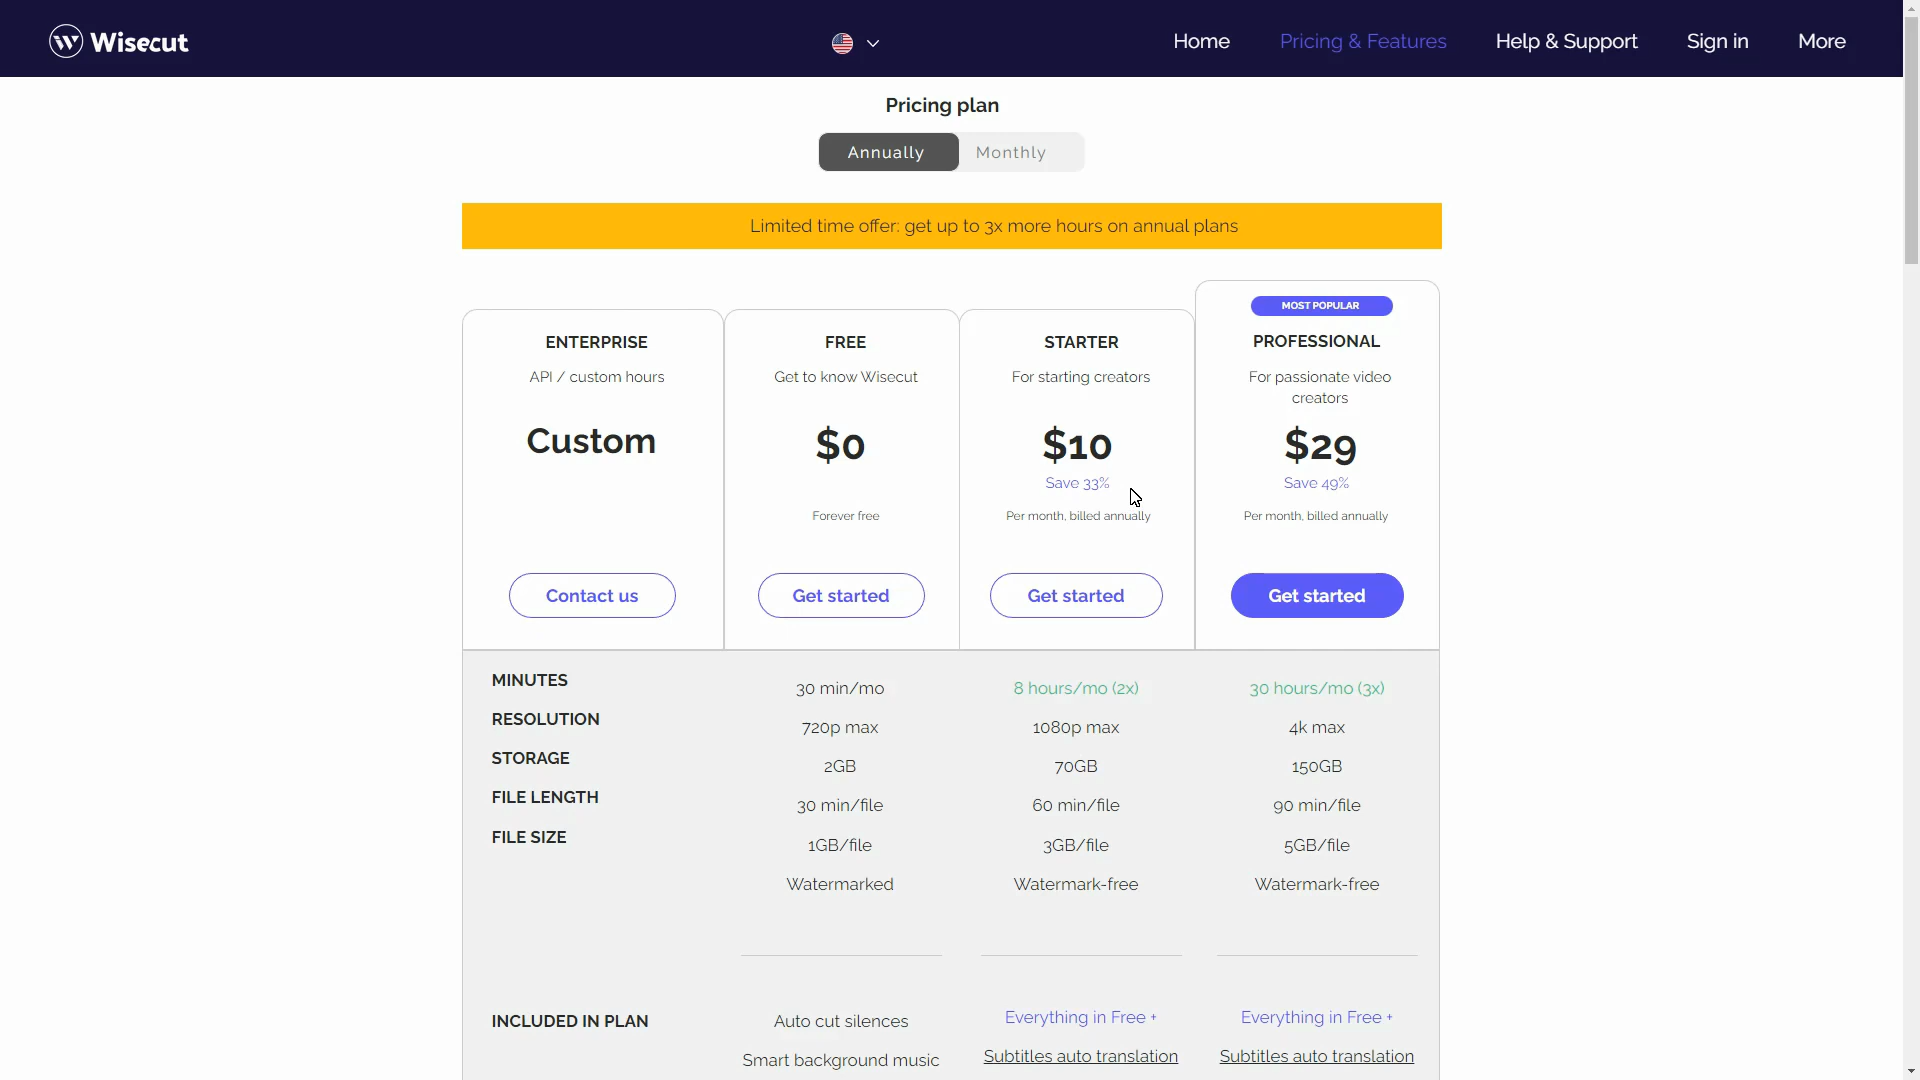 Wisecut
Home
Pricing & Features
Help & Support
Sign in
More
Pricing plan
Annually
Monthly
Limited time offer: get up to 3x more hours on annual plans
ENTERPRISE
API / custom hours
Custom
Contact us
FREE
Get to know Wisecut
$0
Forever free
Get started
STARTER
For starting creators
$10
Save 33%
Per month, billed annually
Get started
MOST POPULAR
PROFESSIONAL
For passionate video
creators
$29
Save 49%
Per month, billed annually
Get started
MINUTES
30 min/mo
8 hours/mo (2x)
30 hours/mo (3x)
RESOLUTION
720p max
1080p max
4k max
STORAGE
2GB
70GB
150GB
FILE LENGTH
30 min/file
60 min/file
90 min/file
FILE SIZE
1GB/file
3GB/file
5GB/file
Watermarked
Watermark-free
Watermark-free
INCLUDED IN PLAN
Auto cut silences
Everything in Free +
Everything in Free +
Smart background music
Subtitles auto translation
Subtitles auto translation